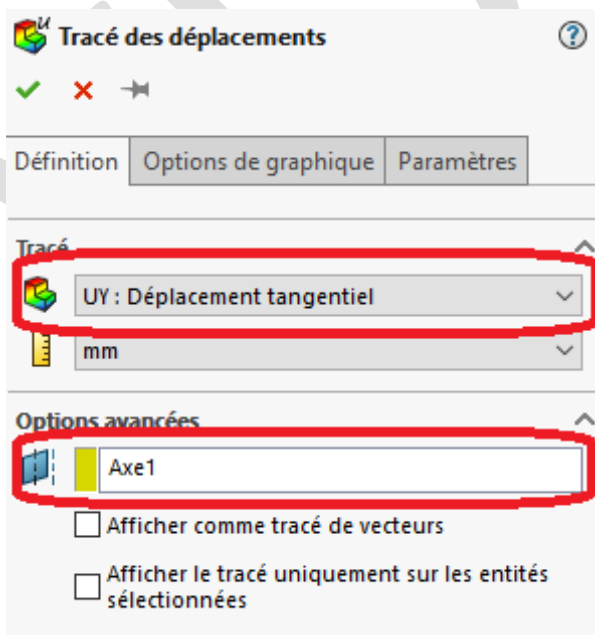 Tracé des déplacements
Définition Options de graphique Paramètres
Tracé
UY : Déplacement tangentiel
mm
Options avancées
Axe1
Afficher comme tracé de vecteurs
Afficher le tracé uniquement sur les entités
sélectionnées